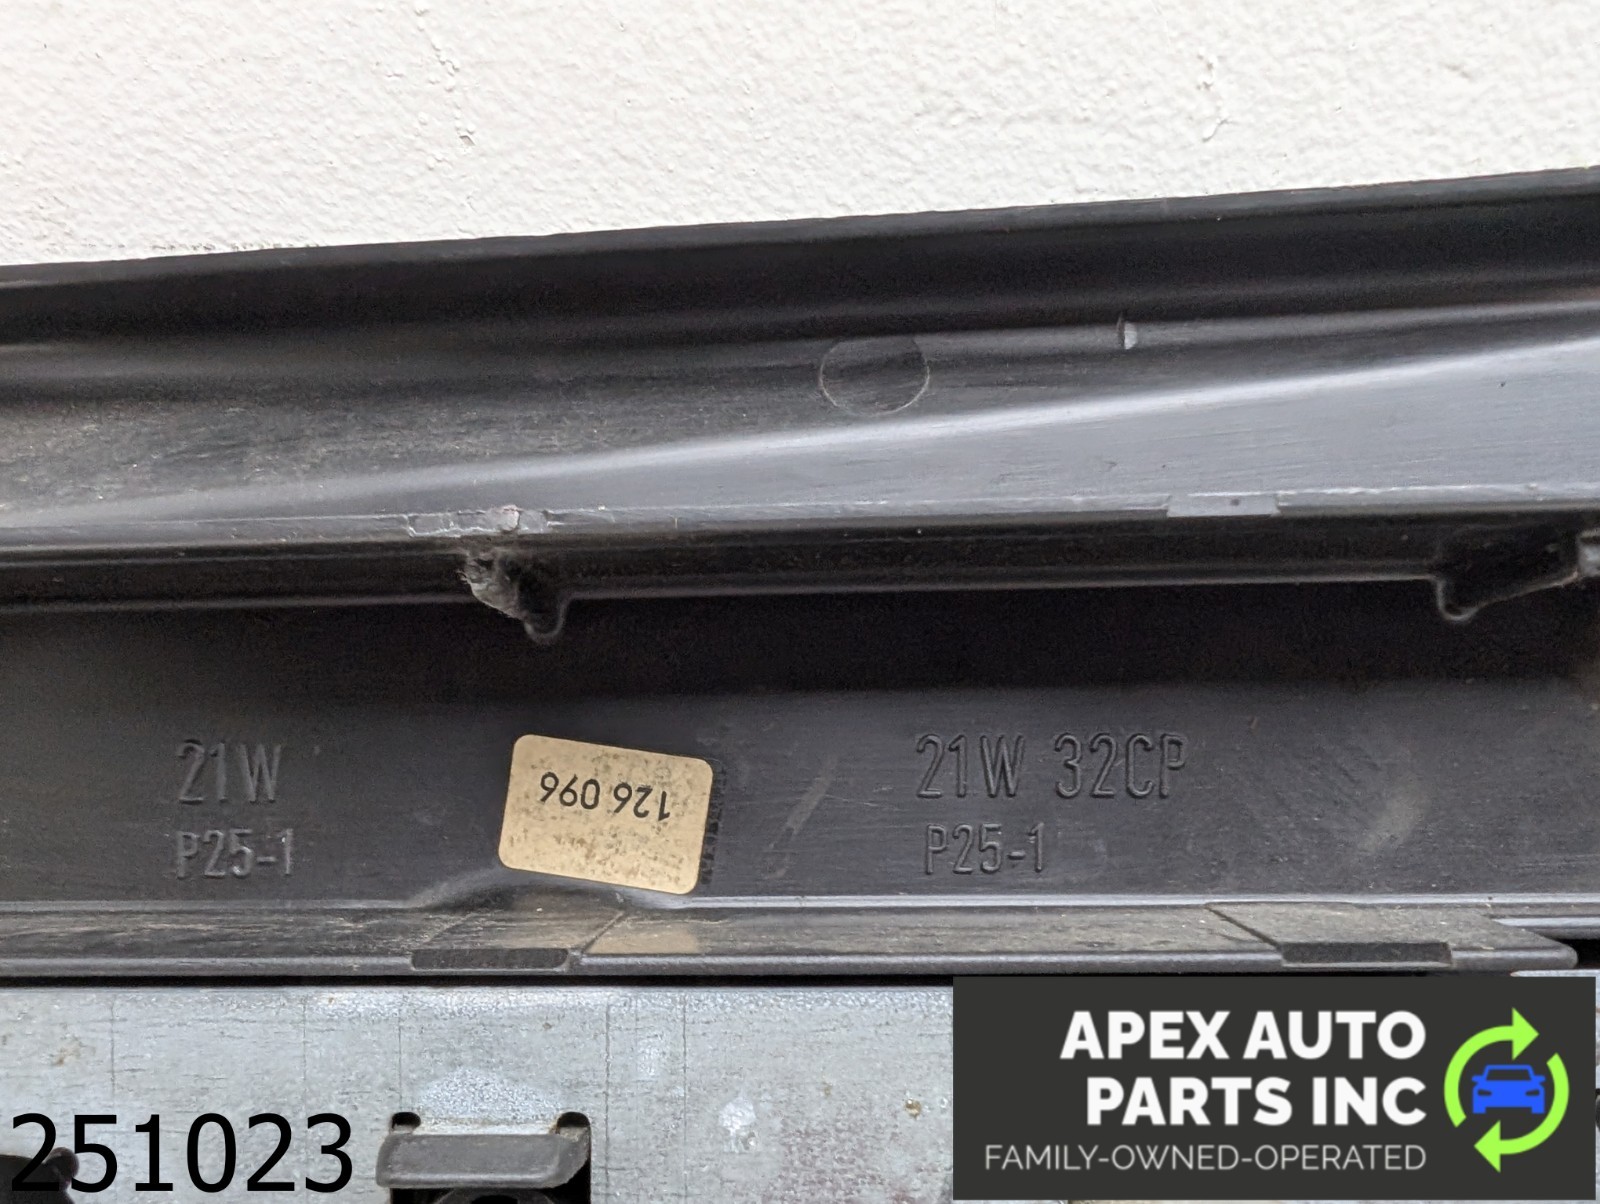 21W
P25-1
126 096
21W 32CP
P25-1
251023
APEX AUTO
PARTS INC
FAMILY-OWNED-OPERATED